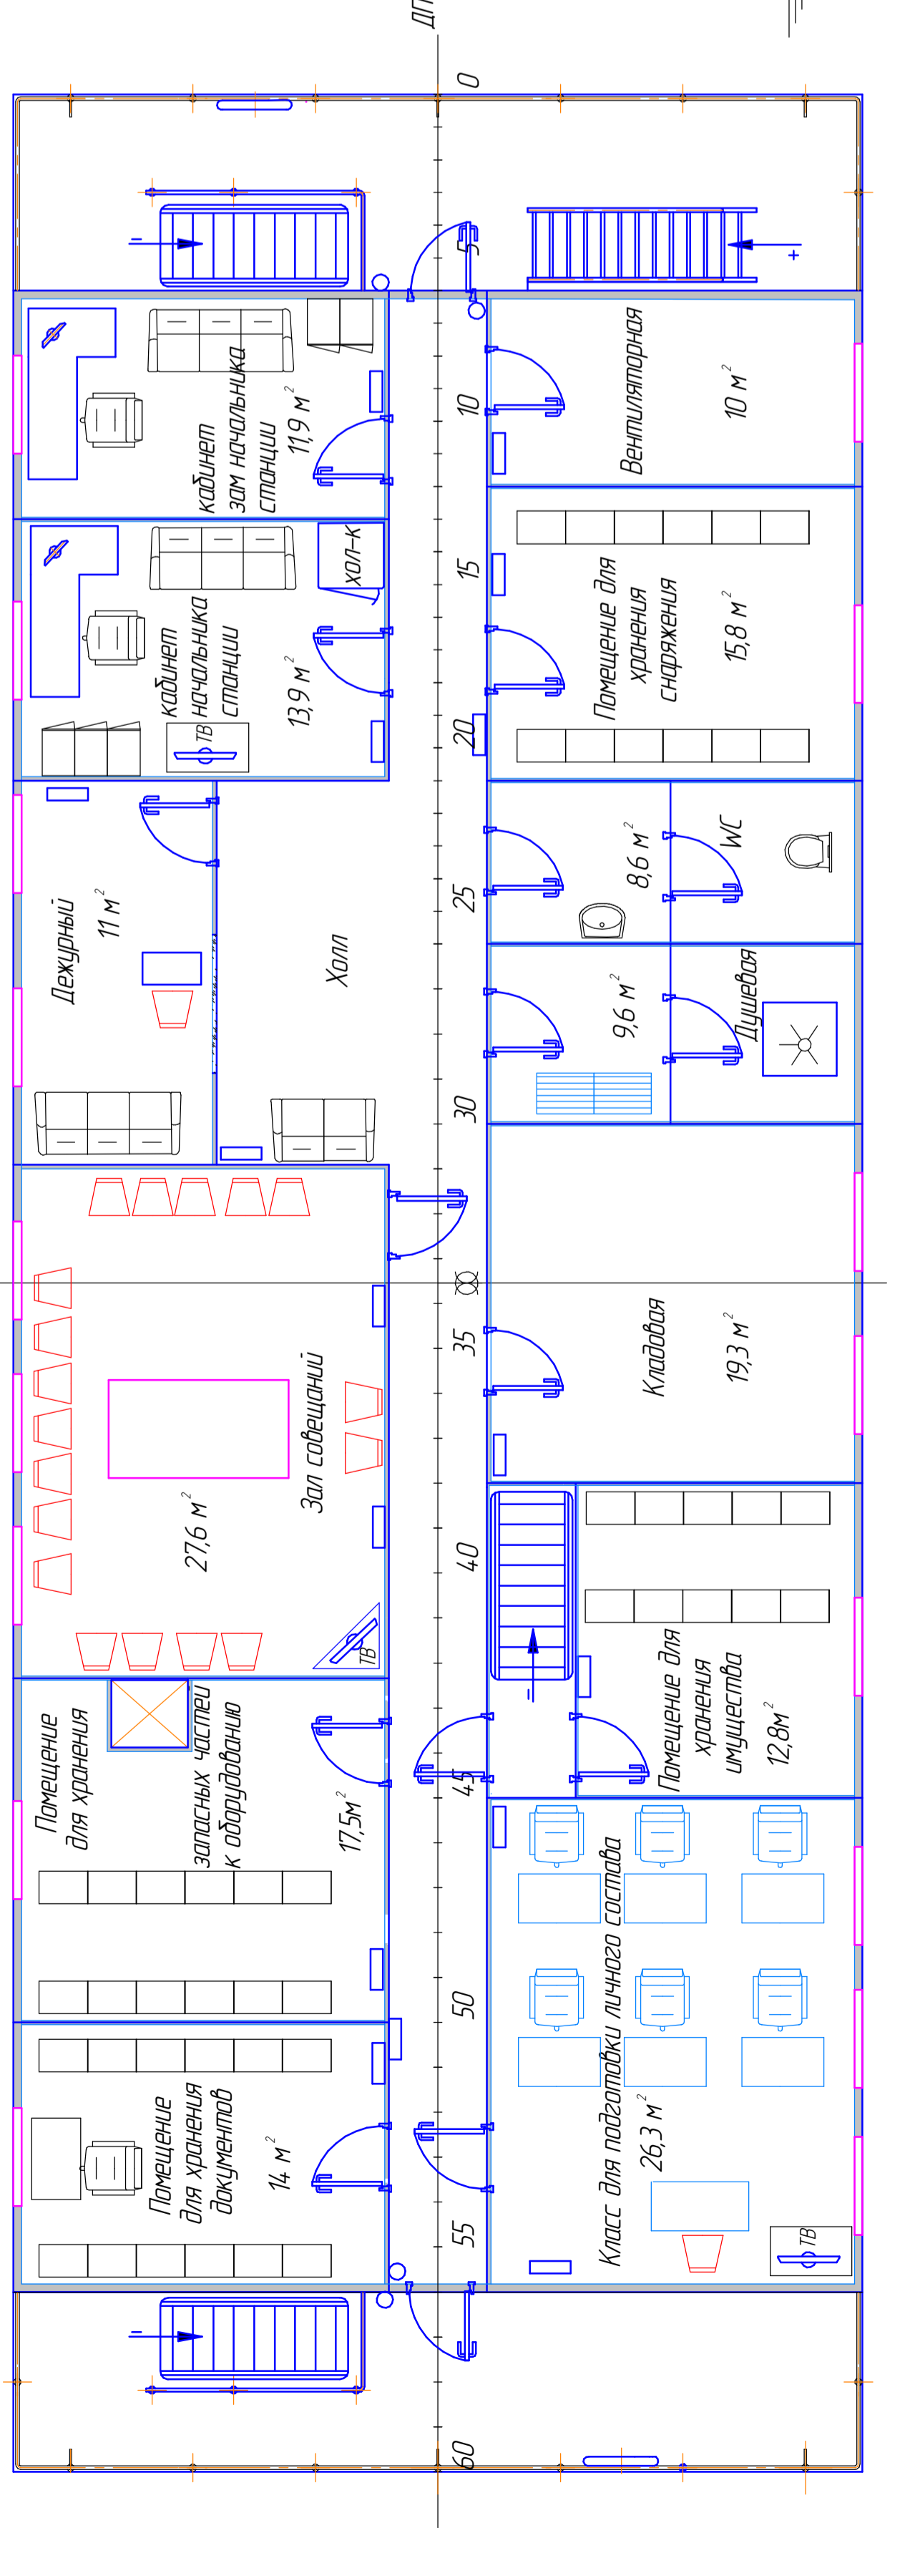 ДП
0
5
10
15
20
25
30
35
40
45
50
55
60
кабинет
зам начальника
станции
11,9 м²
Вентиляторная
10 м²
кабинет
начальника
станции
13,9 м²
хол-к
ТВ
Помещение для
хранения
снаряжения
15,8 м²
Дежурный
11 м²
Холл
8,6 м²
WC
9,6 м²
Душевая
Зал совещаний
27,6 м²
ТВ
Кладовая
19,3 м²
Помещение
для хранения
запасных частей
к оборудованию
17,5м²
Помещение для
хранения
имущества
12,8м²
Помещение
для хранения
документов
14 м²
Класс для подготовки личного состава
26,3 м²
ТВ